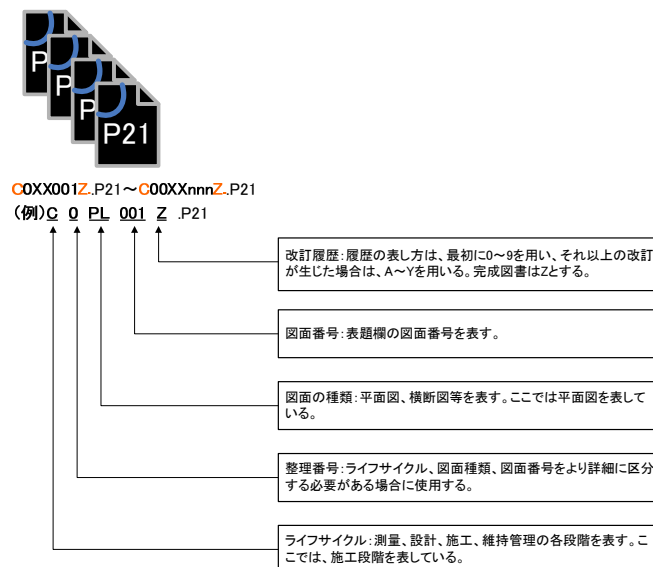 P
P
P
P21
C0XX001Z-.P21～C00XXnnnZ-.P21
(例)C 0 PL 001 Z .P21
改訂履歴:履歴の表し方は、最初に0～9を用い、それ以上の改訂
が生じた場合は、A～Yを用いる。完成図書はZとする。
図面番号:表題欄の図面番号を表す。
図面の種類:平面図、横断図等を表す。ここでは平面図を表して
いる。
整理番号:ライフサイクル、図面種類、図面番号をより詳細に区分
する必要がある場合に使用する。
ライフサイクル:測量、設計、施工、維持管理の各段階を表す。こ
こでは、施工段階を表している。